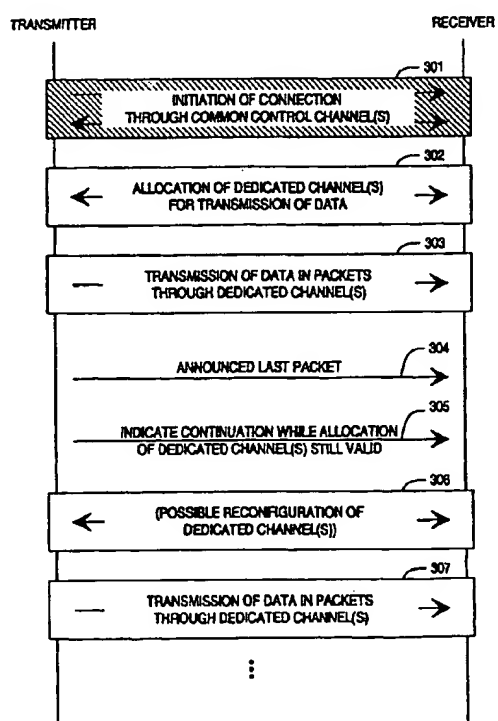 TRANSMITTER
RECEIVER
301
INITIATION OF CONNECTION
THROUGH COMMON CONTROL CHANNEL(S)
302
ALLOCATION OF DEDICATED CHANNEL(S)
FOR TRANSMISSION OF DATA
303
TRANSMISSION OF DATA IN PACKETS
THROUGH DEDICATED CHANNEL(S)
304
ANNOUNCED LAST PACKET
305
INDICATE CONTINUATION WHILE ALLOCATION
OF DEDICATED CHANNEL(S) STILL VALID
306
(POSSIBLE RECONFIGURATION OF
DEDICATED CHANNEL(S))
307
TRANSMISSION OF DATA IN PACKETS
THROUGH DEDICATED CHANNEL(S)